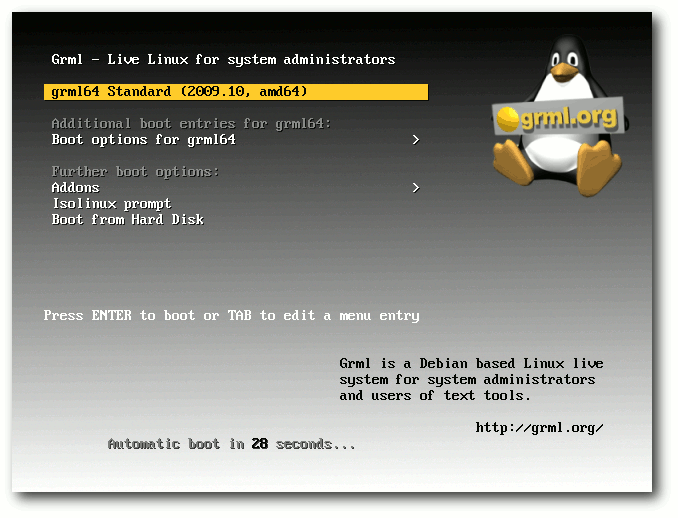 Grml - Live Linux for system administrators
grml64 Standard (2009.10, amd64)
grml.org
Additional boot entries for grml64:
Boot options for grml64 >
Further boot options:
Addons >
Isolinux prompt
Boot from Hard Disk
Press ENTER to boot or TAB to edit a menu entry
Grml is a Debian based Linux live
system for system administrators
and users of text tools.
http://grml.org/
Automatic boot in 28 seconds...